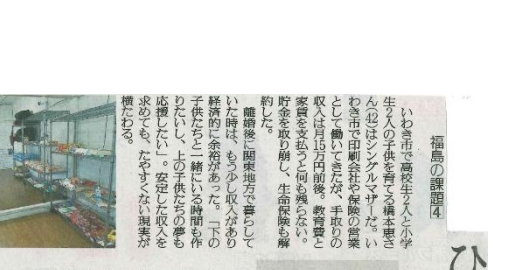 福島の課題4
いわき市で高校生2人と小学
生2人の子供を育てる橋本恵さ
ん(42)はシングルマザーだ。い
わき市で印刷会社や保険の営業
として働いてきたが、手取りの
収入は月15万円前後。教育費と
家賃を支払うと何も残らない。
貯金を取り崩し、生命保険も解
約した。
離婚後に関東地方で暮らして
いた時は、もう少し収入があり
経済的に余裕があった。「下の
子供たちと一緒にいる時間も作
りたいし、上の子供たちの夢も
応援したい」。安定した収入を
求めても、たやすくない現実が
横たわる。
ひ